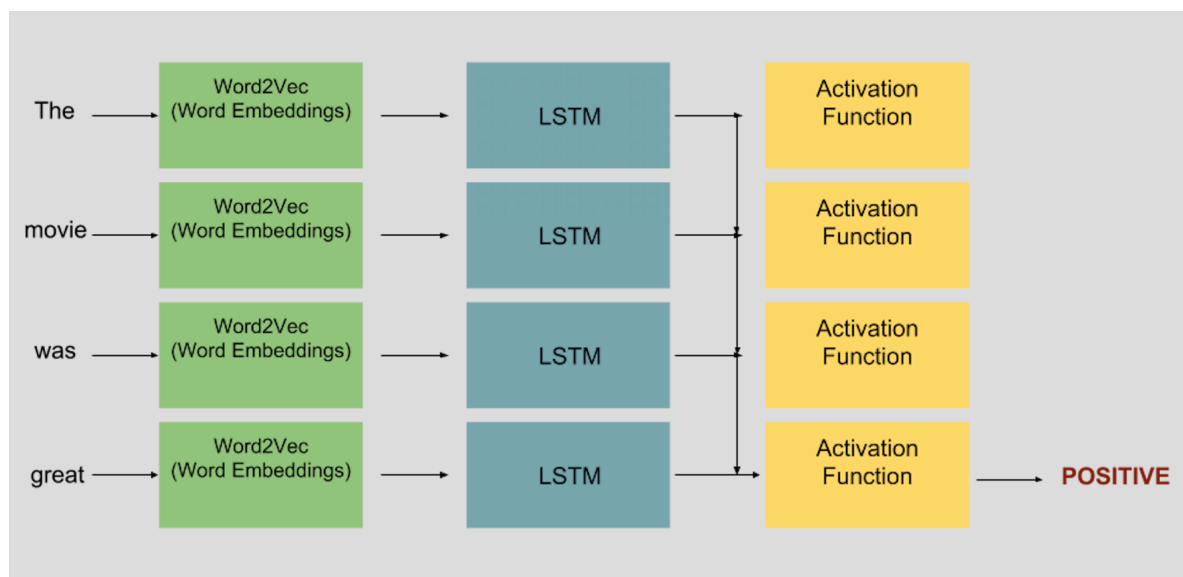 The
Word2Vec
(Word Embeddings)
LSTM
Activation
Function
movie
Word2Vec
(Word Embeddings)
LSTM
Activation
Function
was
Word2Vec
(Word Embeddings)
LSTM
Activation
Function
great
Word2Vec
(Word Embeddings)
LSTM
Activation
Function
POSITIVE